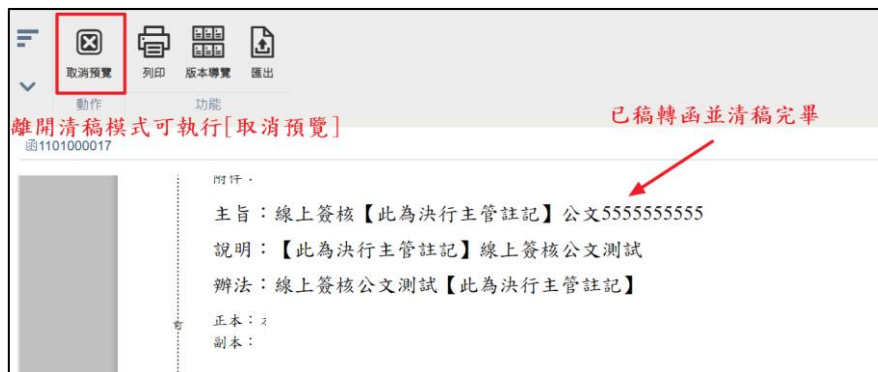 取消預覽 列印 版本導覽 匯出
動作 功能
離開清稿模式可執行[取消預覽]
已稿轉函並清稿完畢
函1101000017
附件：
主旨：線上簽核【此為決行主管註記】公文5555555555
說明：【此為決行主管註記】線上簽核公文測試
辦法：線上簽核公文測試【此為決行主管註記】
正本：
副本：